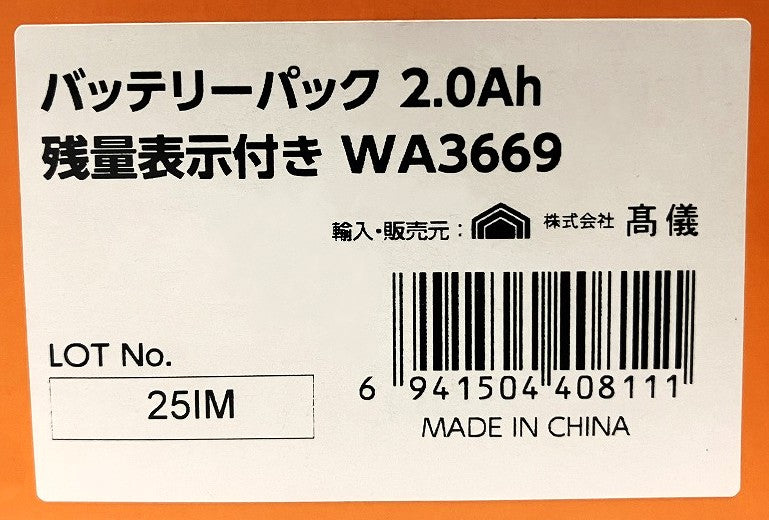 バッテリーパック 2.0Ah
残量表示付き WA3669
輸入・販売元： 株式会社 髙儀
LOT No.
25IM
6 941504 408111
MADE IN CHINA